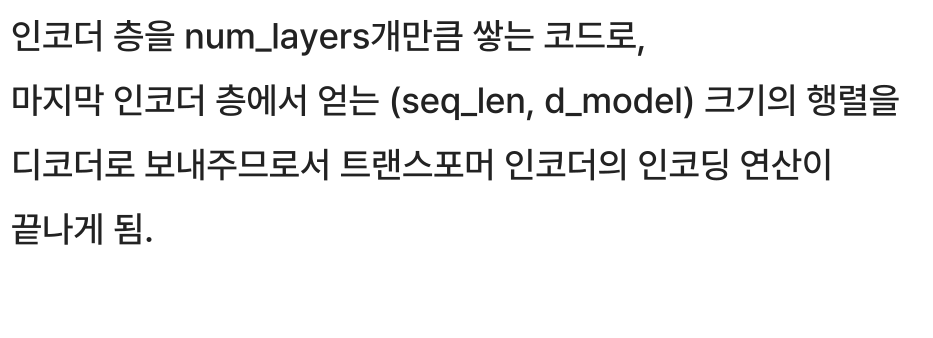 인코더 층을 num_layers개만큼 쌓는 코드로,
마지막 인코더 층에서 얻는 (seq_len, d_model) 크기의 행렬을
디코더로 보내주므로서 트랜스포머 인코더의 인코딩 연산이
끝나게 됨.